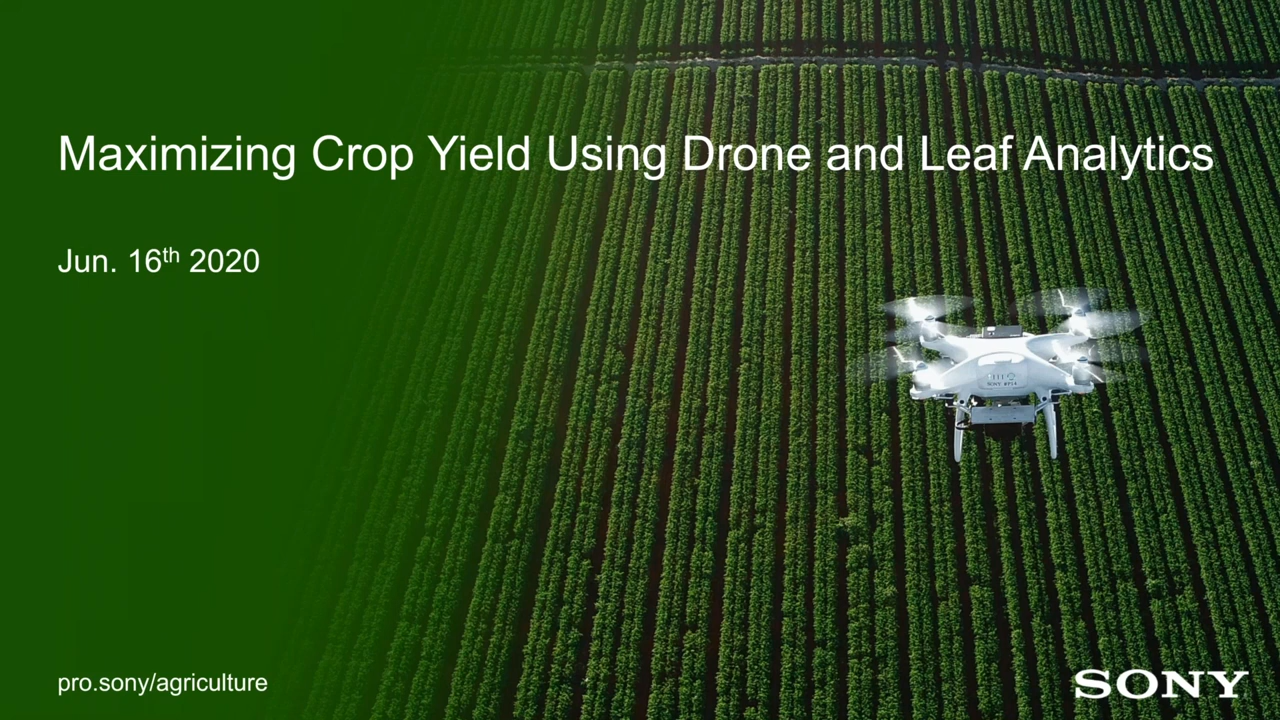 Maximizing Crop Yield Using Drone and Leaf Analytics
Jun. 16th 2020
pro.sony/agriculture
SONY